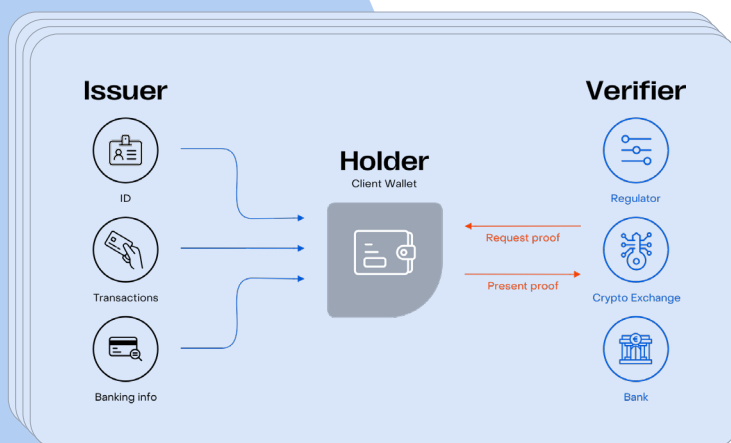 Issuer
ID
Transactions
Banking info
Holder
Client Wallet
Request proof
Present proof
Verifier
Regulator
Crypto Exchange
Bank